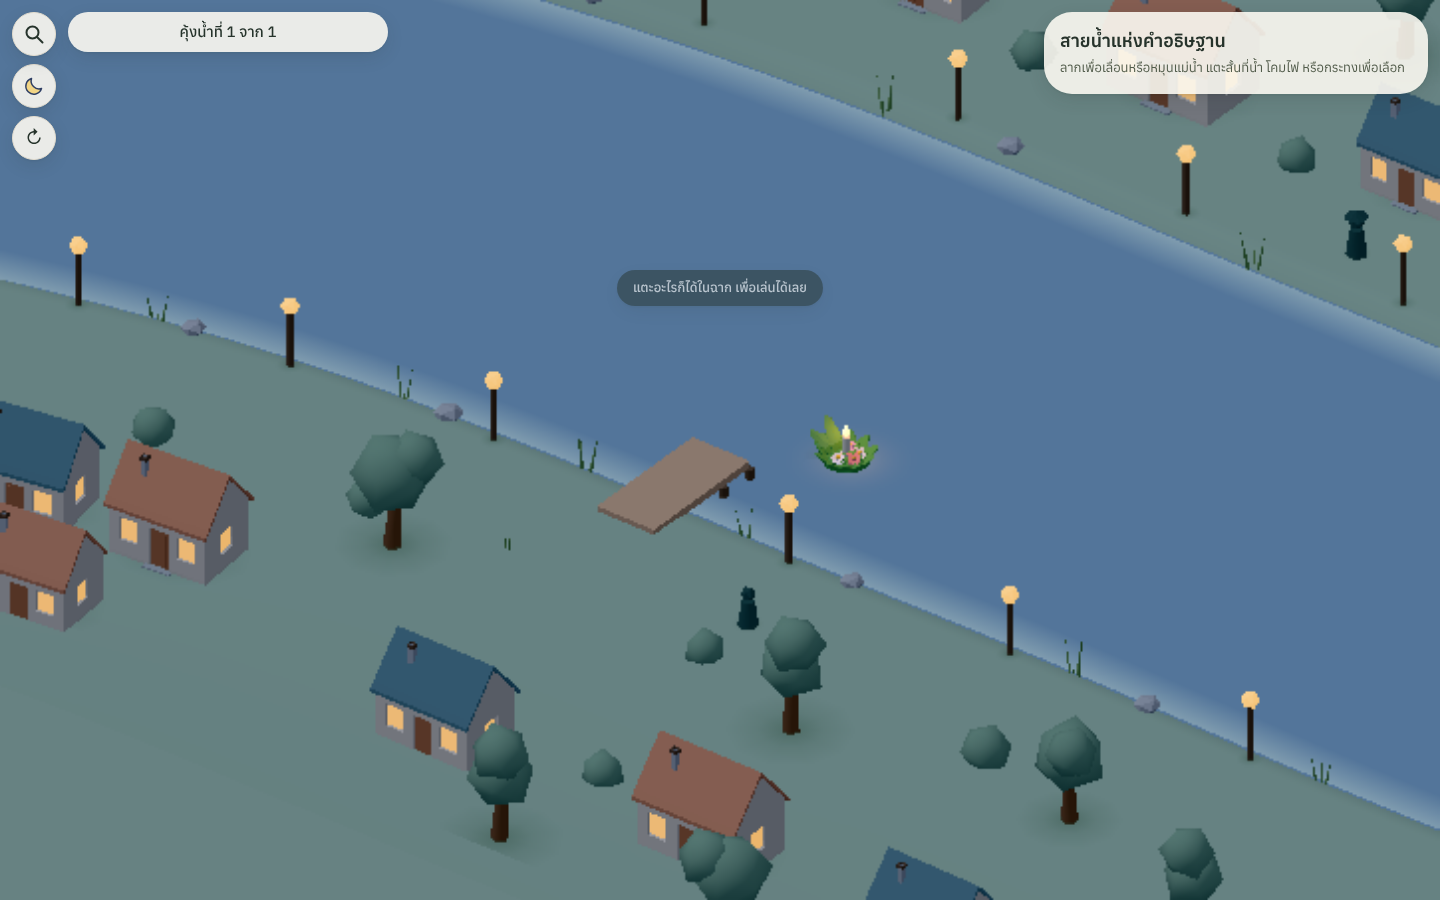 คุ้งน้ำที่ 1 จาก 1
สายน้ำแห่งคำอธิษฐาน
ลากเพื่อเลื่อนหรือหมุนแม่น้ำ แตะสั้นที่น้ำ โคมไฟ หรือกระทงเพื่อเลือก
แตะอะไรก็ได้ในฉาก เพื่อเล่นได้เลย